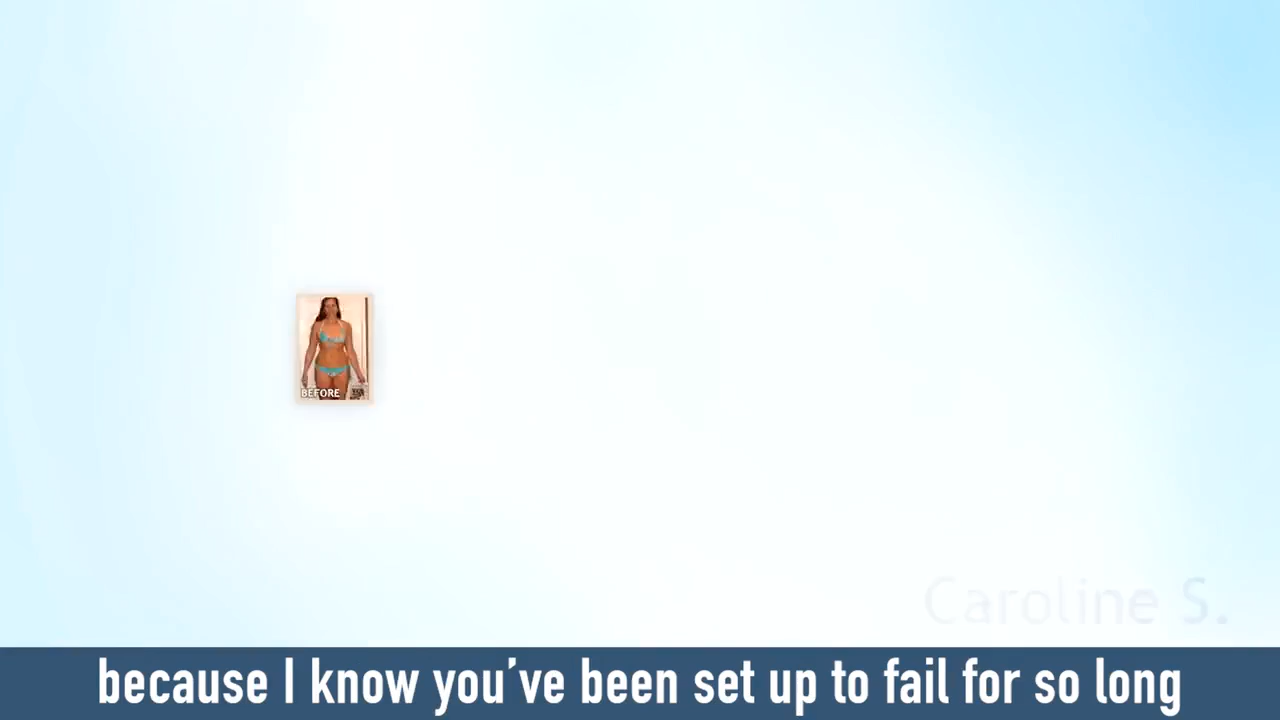 BEFORE
Caroline S.
because I know you’ve been set up to fail for so long